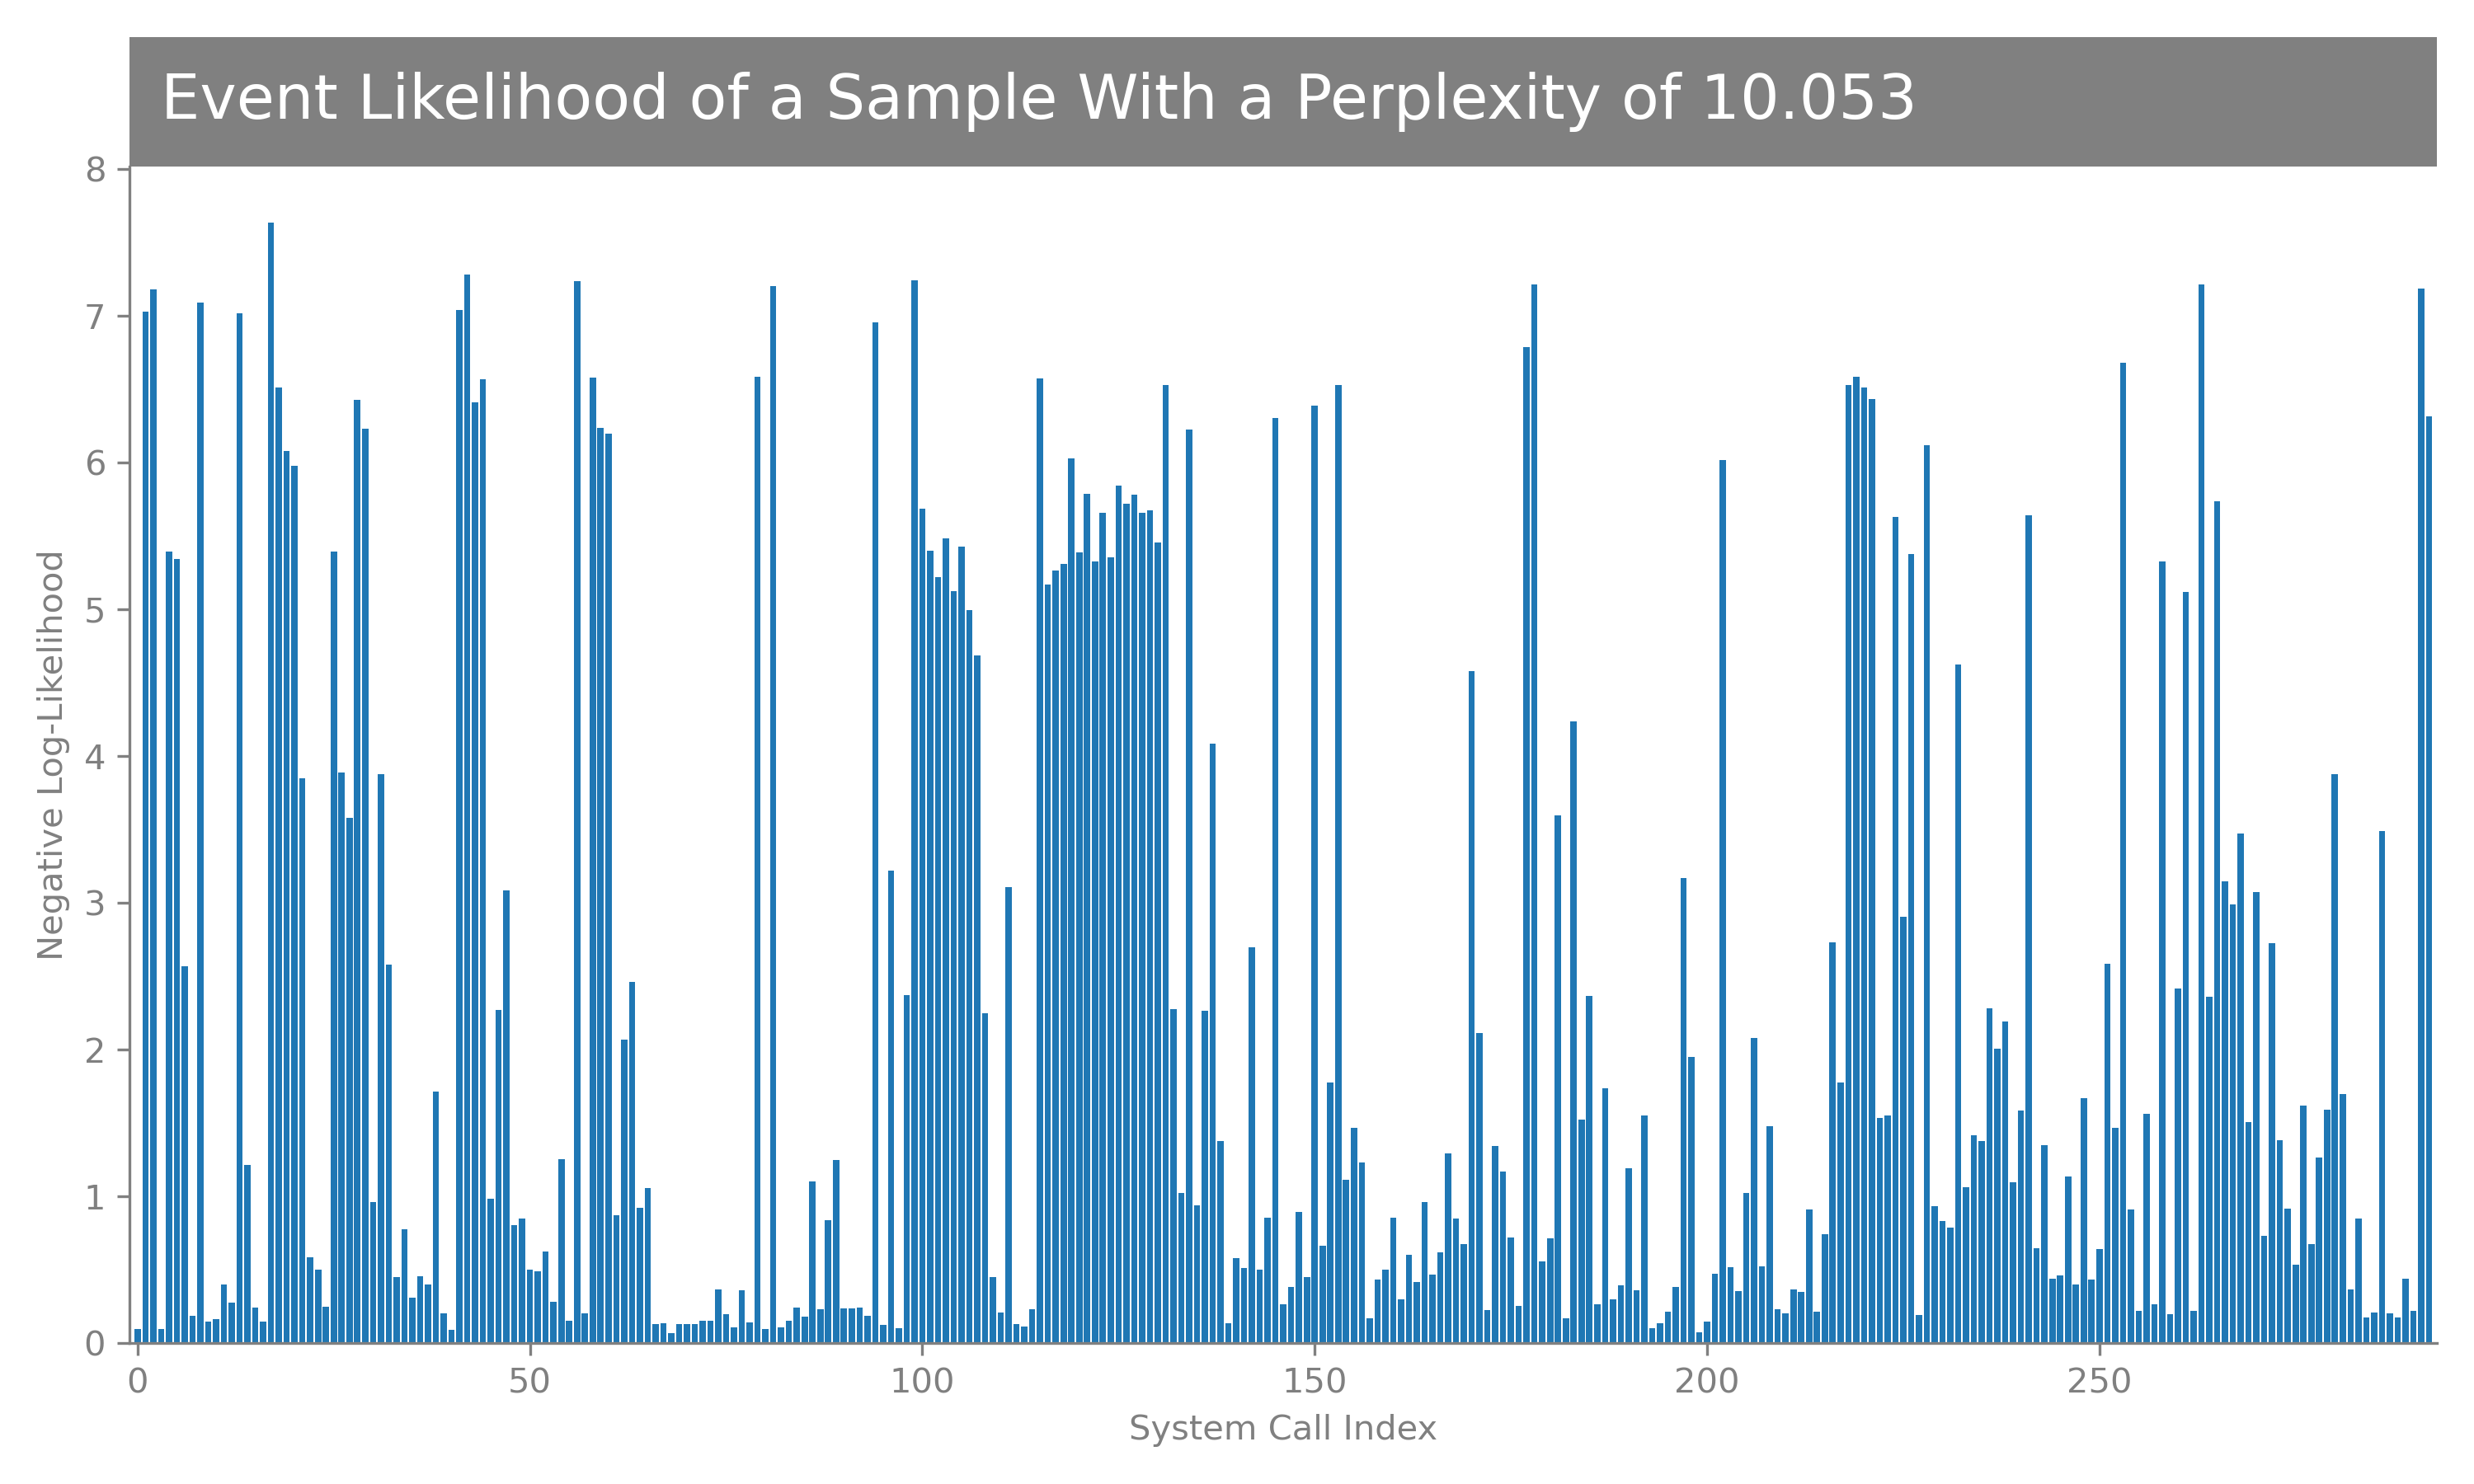 Event Likelihood of a Sample With a Perplexity of 10.053
8
7
6
5
4
3
2
1
0
Negative Log-Likelihood
0 50 100 150 200 250
System Call Index